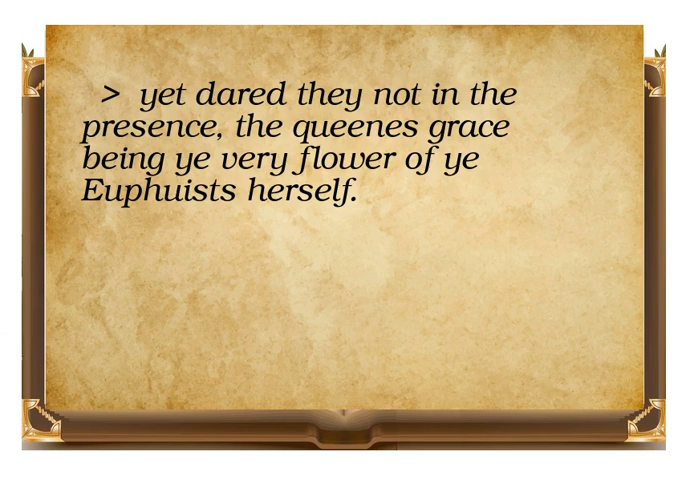 > yet dared they not in the
presence, the queenes grace
being ye very flower of ye
Euphuists herself.